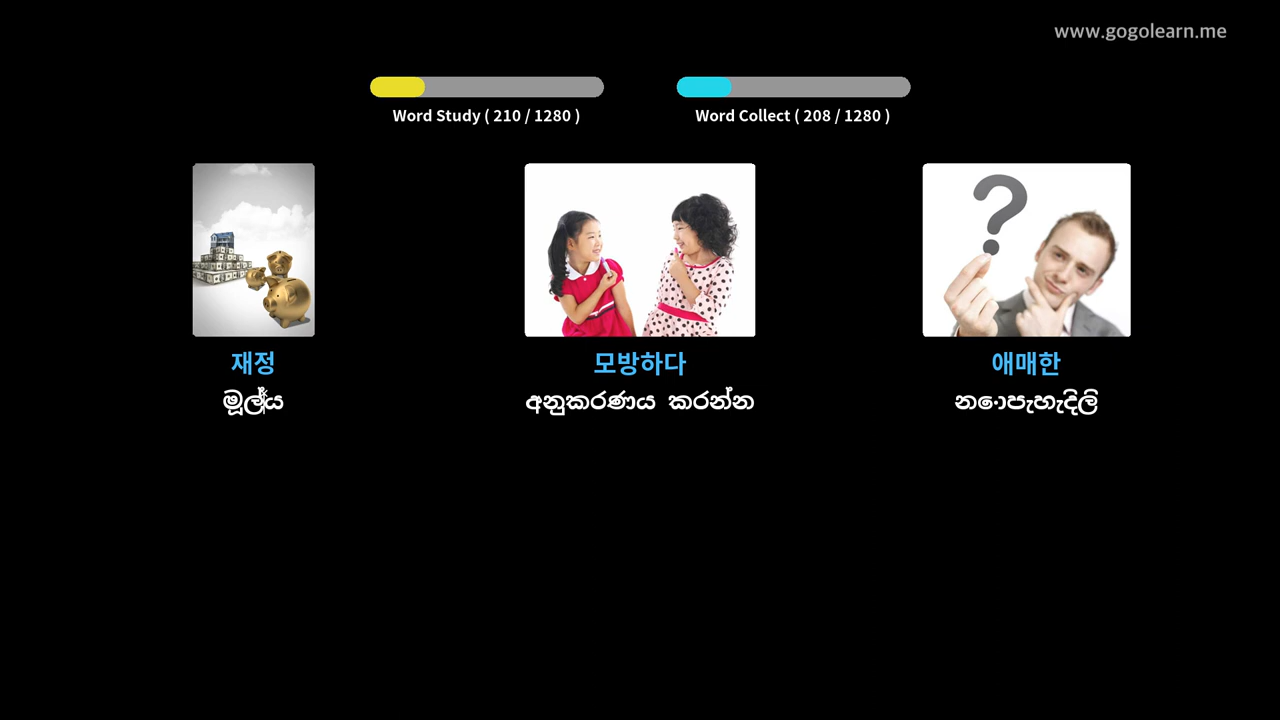 www.gogolearn.me
Word Study ( 210 / 1280 )
Word Collect ( 208 / 1280 )
재정
모방하다
애매한
මූල්‍ය
අනුකරණය කරන්න
නොපැහැදිලි